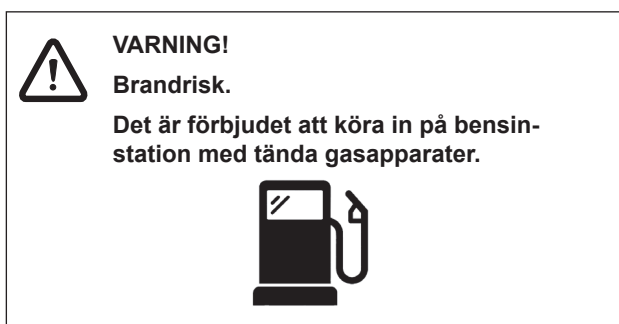 VARNING!
Brandrisk.
Det är förbjudet att köra in på bensin-
station med tända gasapparater.